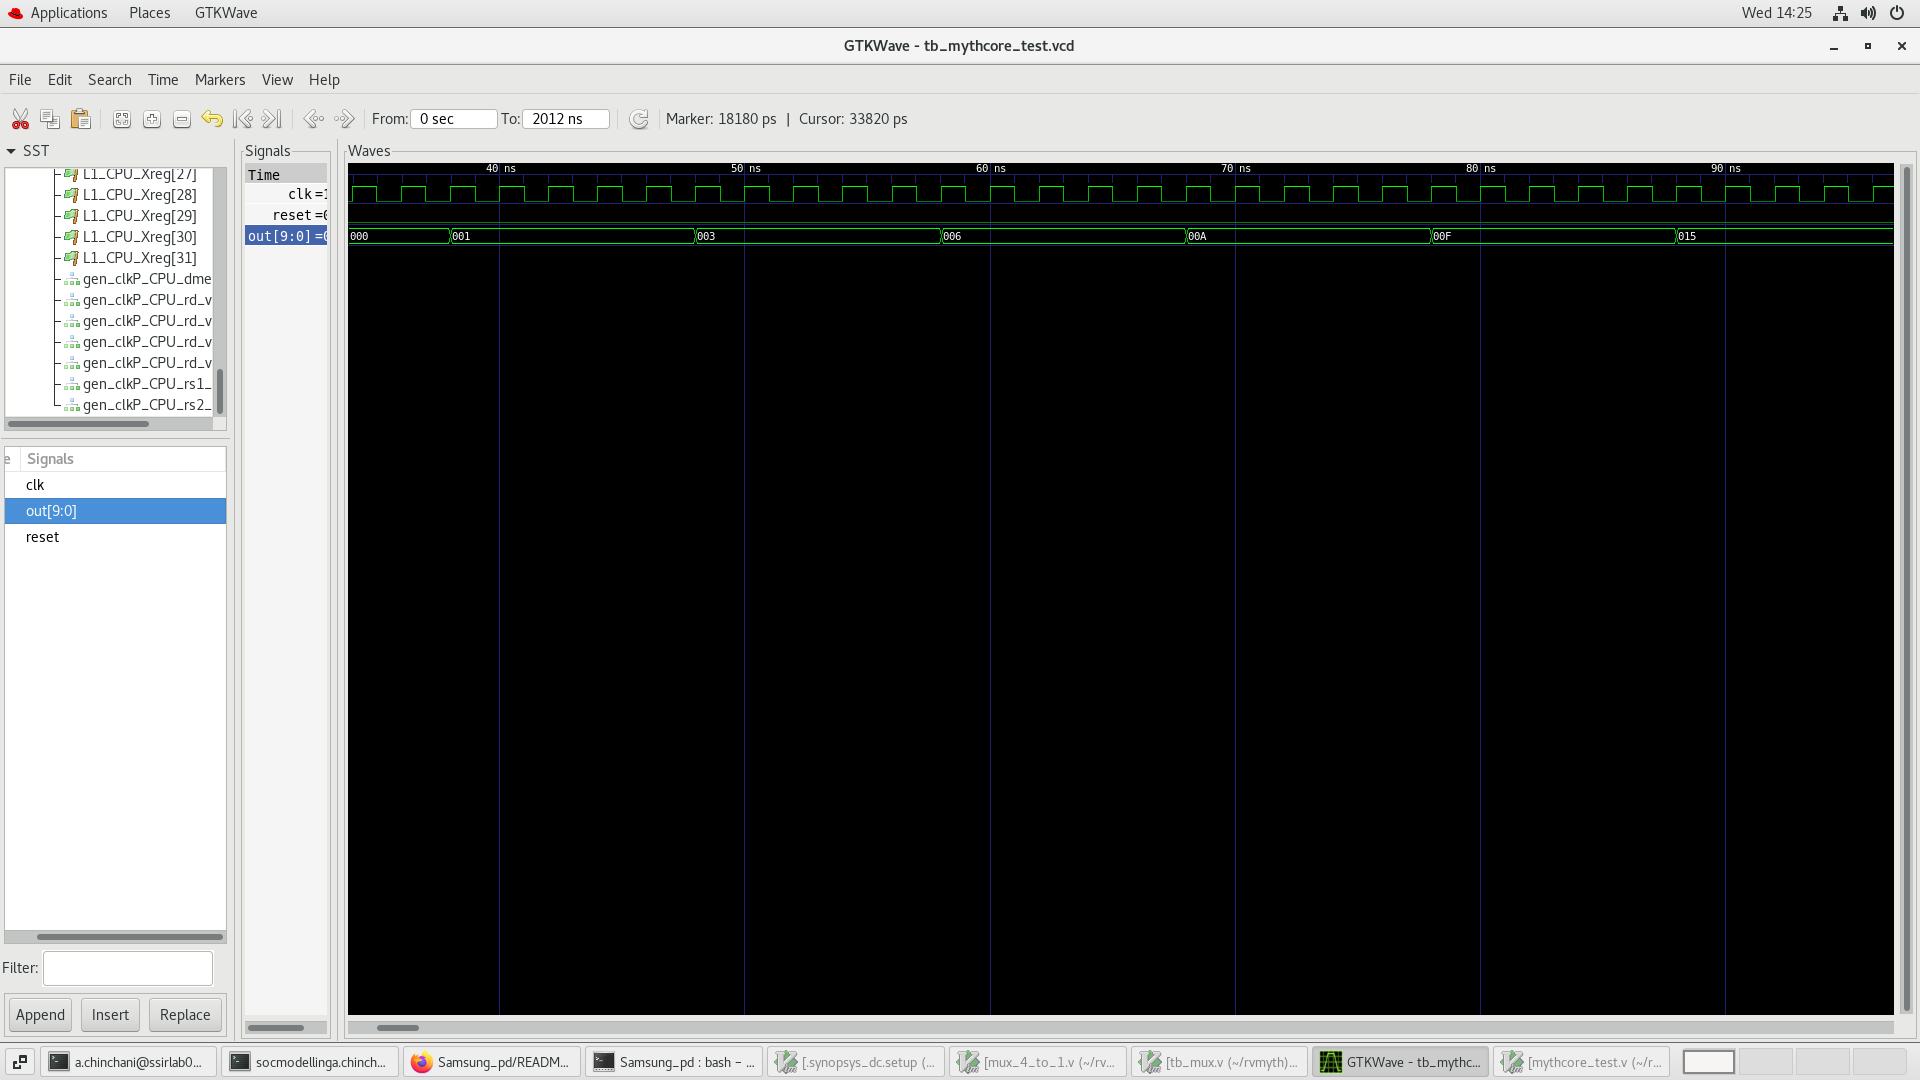 Applications Places GTKWave Wed 14:25
GTKWave - tb_mythcore_test.vcd
File Edit Search Time Markers View Help
From: 0 sec To: 2012 ns Marker: 18180 ps | Cursor: 33820 ps
SST
L1_CPU_Xreg[27]
L1_CPU_Xreg[28]
L1_CPU_Xreg[29]
L1_CPU_Xreg[30]
L1_CPU_Xreg[31]
gen_clkP_CPU_dme
gen_clkP_CPU_rd_v
gen_clkP_CPU_rd_v
gen_clkP_CPU_rd_v
gen_clkP_CPU_rd_v
gen_clkP_CPU_rs1_
gen_clkP_CPU_rs2_
e Signals
clk
out[9:0]
reset
Filter:
Append Insert Replace
Signals
Time
clk =1
reset =0
out[9:0] =0
Waves
40 ns 50 ns 60 ns 70 ns 80 ns 90 ns
000 001 003 006 00A 00F 015
a.chinchani@ssirlab0... socmodellinga.chinch... Samsung_pd/READM... Samsung_pd : bash – ... [.synopsys_dc.setup (... [mux_4_to_1.v (~/rv... [tb_mux.v (~/rvmyth)... GTKWave - tb_mythc... [mythcore_test.v (~/r...